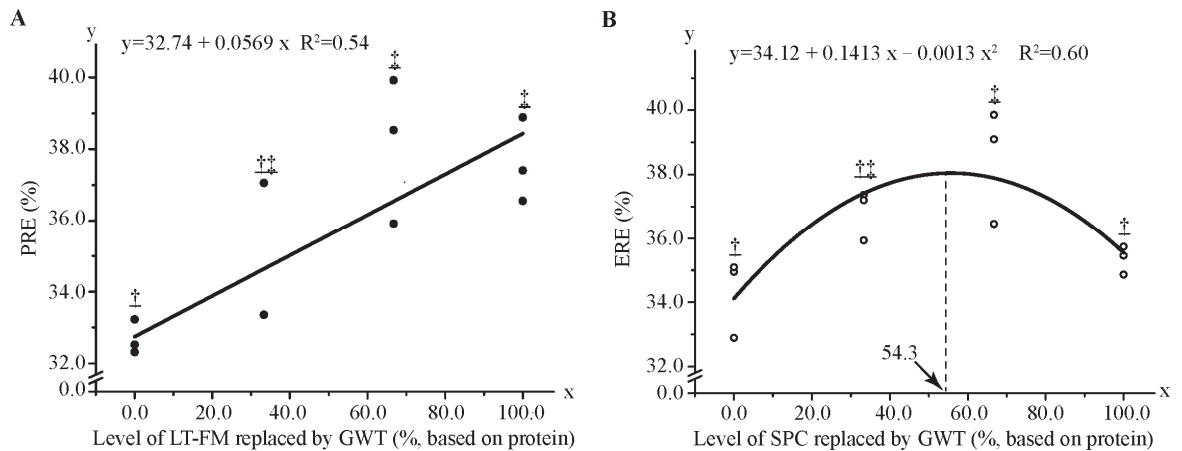 A
y
y=32.74 + 0.0569 x R²=0.54
‡
‡
†‡
†
40.0
38.0
36.0
34.0
32.0
0.0
PRE (%)
x
0.0 20.0 40.0 60.0 80.0 100.0
Level of LT-FM replaced by GWT (%, based on protein)
B
y
y=34.12 + 0.1413 x – 0.0013 x² R²=0.60
‡
†‡
†
†
40.0
38.0
36.0
34.0
32.0
0.0
ERE (%)
54.3
x
0.0 20.0 40.0 60.0 80.0 100.0
Level of SPC replaced by GWT (%, based on protein)